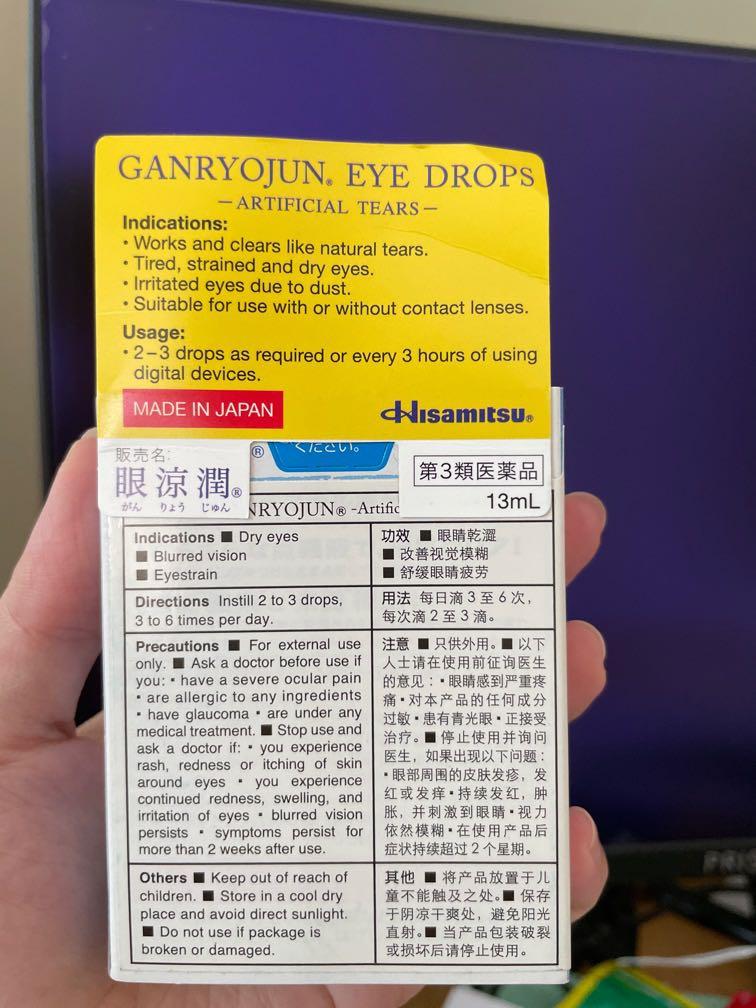 GANRYOJUN® EYE DROPS
–ARTIFICIAL TEARS–
Indications:
• Works and clears like natural tears.
• Tired, strained and dry eyes.
• Irritated eyes due to dust.
• Suitable for use with or without contact lenses.
Usage:
• 2–3 drops as required or every 3 hours of using
digital devices.
MADE IN JAPAN
Hisamitsu®
販売名:
眼涼潤®
がん りょう じゅん
®
ください。
第3類医薬品
13mL
NRYOJUN® -Artific
Indications ■ Dry eyes
■ Blurred vision
■ Eyestrain
功效 ■ 眼睛乾澀
■ 改善视觉模糊
■ 舒缓眼睛疲劳
Directions Instill 2 to 3 drops,
3 to 6 times per day.
用法 每日滴 3 至 6 次，
每次滴 2 至 3 滴。
Precautions ■ For external use
only. ■ Ask a doctor before use if
you: ▪ have a severe ocular pain
▪ are allergic to any ingredients
▪ have glaucoma ▪ are under any
medical treatment. ■ Stop use and
ask a doctor if: ▪ you experience
rash, redness or itching of skin
around eyes ▪ you experience
continued redness, swelling, and
irritation of eyes ▪ blurred vision
persists ▪ symptoms persist for
more than 2 weeks after use.
注意 ■ 只供外用。■ 以下
人士请在使用前征询医生
的意见：▪ 眼睛感到严重疼
痛 ▪ 对本产品的任何成分
过敏 ▪ 患有青光眼 ▪ 正接受
治疗。■ 停止使用并询问
医生，如果出现以下问题：
▪ 眼部周围的皮肤发疹，发
红或发痒 ▪ 持续发红，肿
胀，并刺激到眼睛 ▪ 视力
依然模糊 ▪ 在使用产品后
症状持续超过 2 个星期。
Others ■ Keep out of reach of
children. ■ Store in a cool dry
place and avoid direct sunlight.
■ Do not use if package is
broken or damaged.
其他 ■ 将产品放置于儿
童不能触及之处。■ 保存
于阴凉干爽处，避免阳光
直射。■ 当产品包装破裂
或损坏后请停止使用。